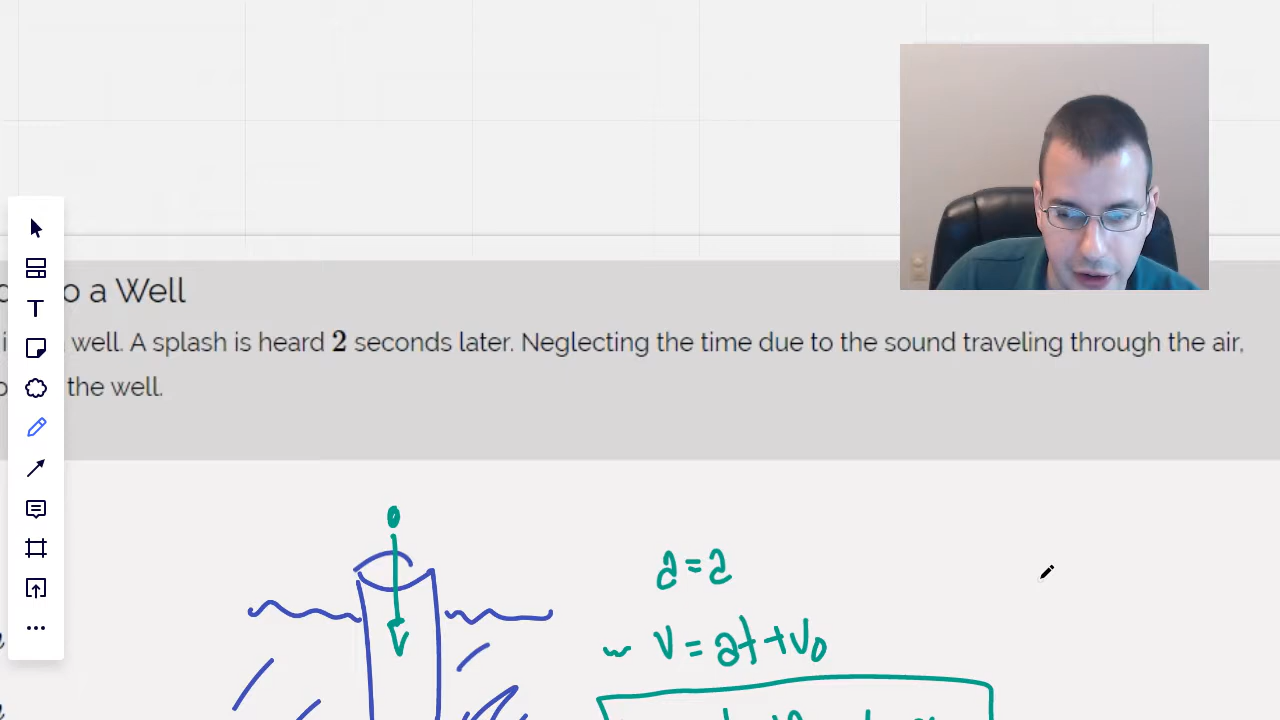 o a Well
well. A splash is heard 2 seconds later. Neglecting the time due to the sound traveling through the air,
the well.
a = a
~ v = at + v0